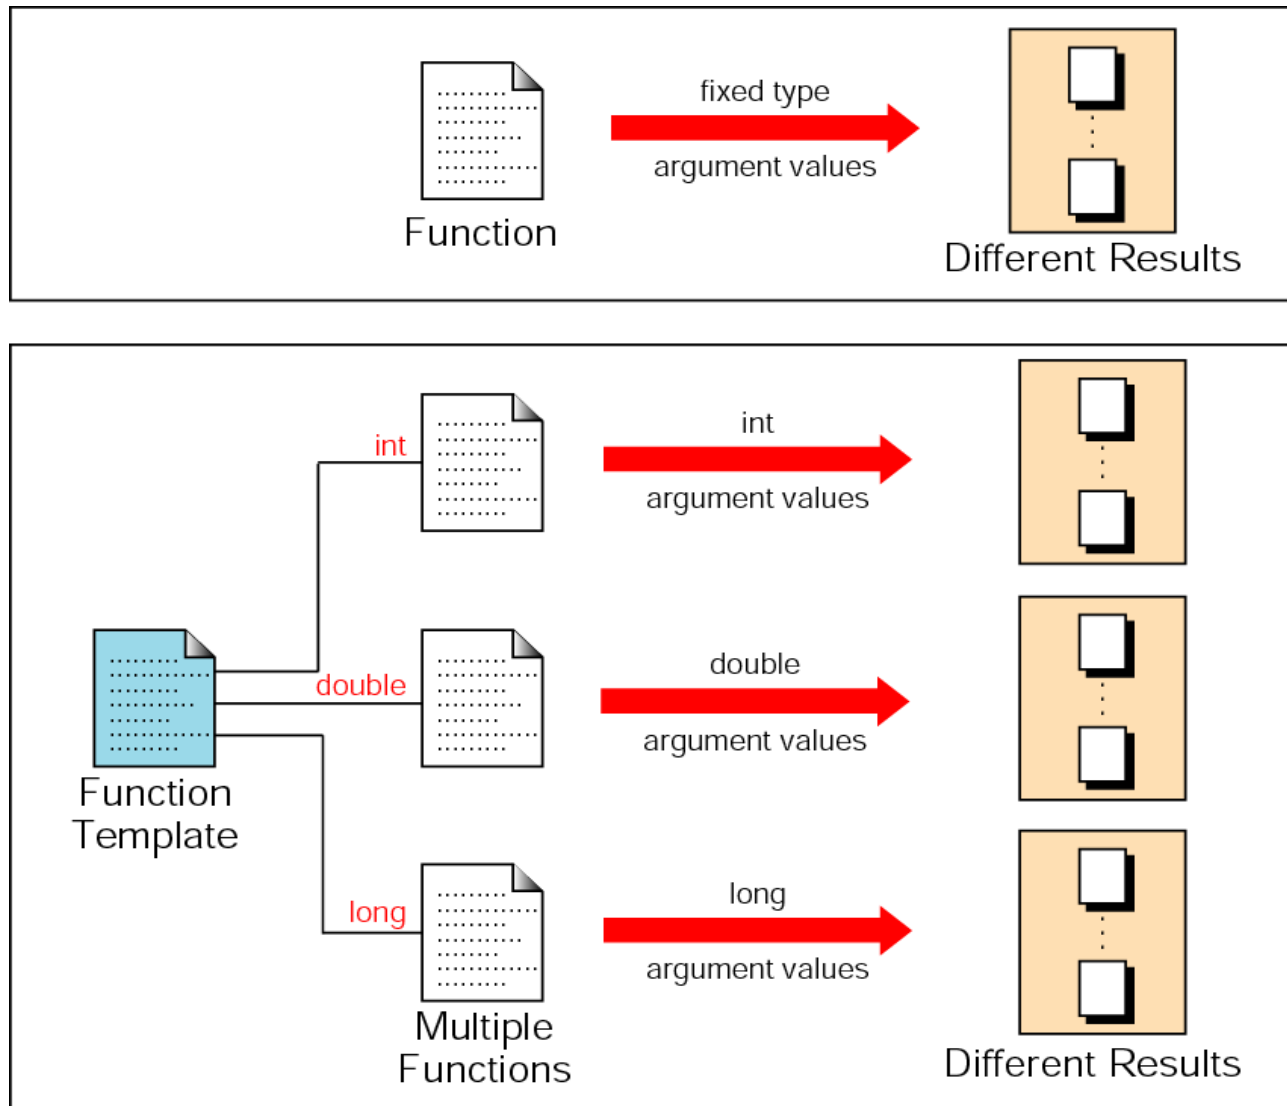 fixed type
argument values
Function
Different Results
int
int
argument values
double
double
argument values
Function
Template
long
long
argument values
Multiple
Functions
Different Results